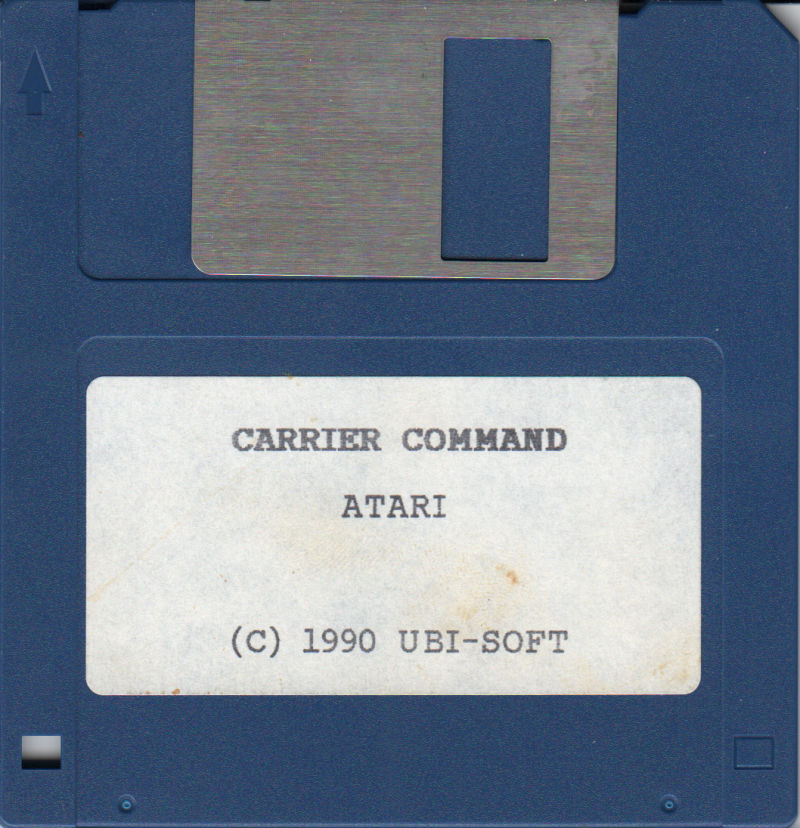 CARRIER COMMAND
ATARI
(C) 1990 UBI-SOFT